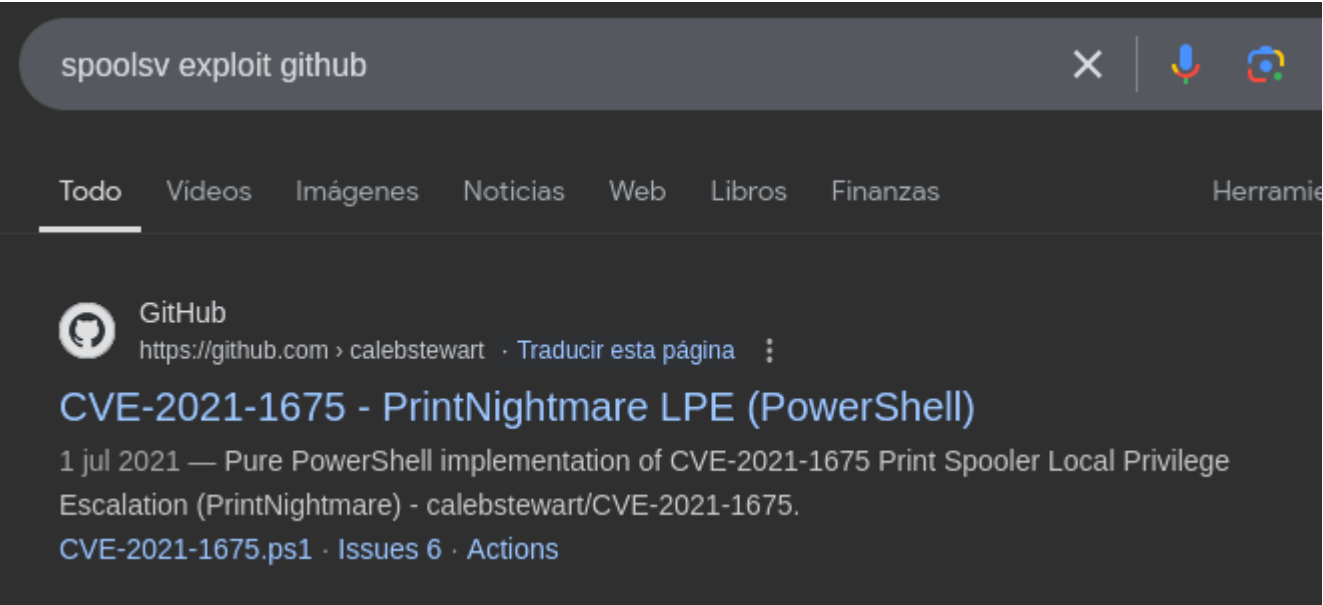 spoolsv exploit github
Todo Vídeos Imágenes Noticias Web Libros Finanzas Herramie
GitHub
https://github.com › calebstewart · Traducir esta página
CVE-2021-1675 - PrintNightmare LPE (PowerShell)
1 jul 2021 — Pure PowerShell implementation of CVE-2021-1675 Print Spooler Local Privilege
Escalation (PrintNightmare) - calebstewart/CVE-2021-1675.
CVE-2021-1675.ps1 · Issues 6 · Actions